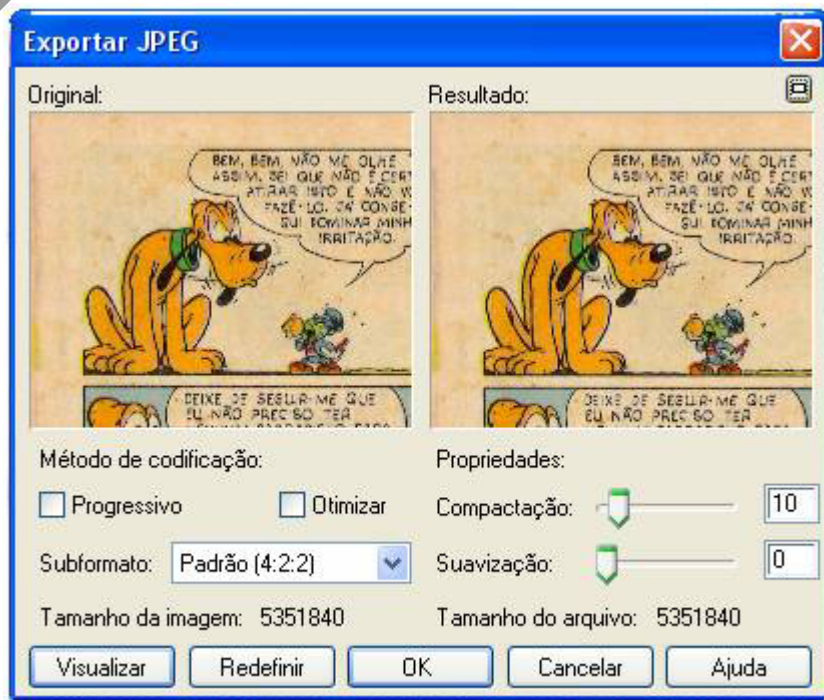 Exportar JPEG
Original:
Resultado:
BEM, BEM, NÃO ME OLHE
ASSIM. SEI QUE NÃO É CERT
ATIRAR ISTO E NÃO V
FAZÊ-LO. JÁ CONSE-
GUI DOMINAR MINH
IRRITAÇÃO.
BEM, BEM, NÃO ME OLHE
ASSIM. SEI QUE NÃO É CERT
ATIRAR ISTO E NÃO V
FAZÊ-LO. JÁ CONSE-
GUI DOMINAR MINH
IRRITAÇÃO.
DEIXE DE SEGUIR-ME QUE
EU NÃO PRECISO TER
DEIXE DE SEGUIR-ME QUE
EU NÃO PRECISO TER
Método de codificação:
Propriedades:
Progressivo
Otimizar
Compactação:
10
Subformato:
Padrão (4:2:2)
Suavização:
0
Tamanho da imagem: 5351840
Tamanho do arquivo: 5351840
Visualizar
Redefinir
OK
Cancelar
Ajuda